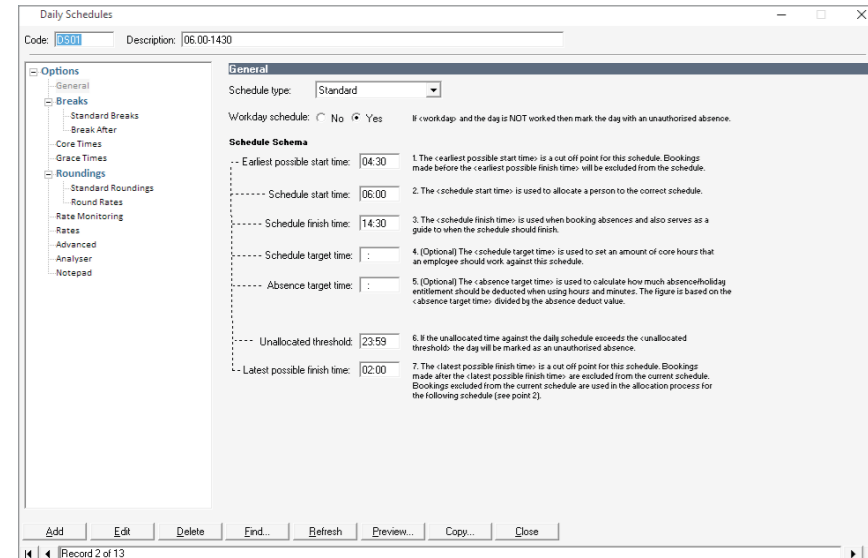 Daily Schedules
Code: DS01 Description: 06.00-1430
Options
General
Breaks
Standard Breaks
Break After
Core Times
Grace Times
Roundings
Standard Roundings
Round Rates
Rate Monitoring
Rates
Advanced
Analyser
Notepad
General
Schedule type: Standard
Workday schedule: No Yes If <workday> and the day is NOT worked then mark the day with an unauthorised absence.
Schedule Schema
Earliest possible start time: 04:30
1. The <earliest possible start time> is a cut off point for this schedule. Bookings
made before the <earliest possible finish time> will be excluded from the schedule.
Schedule start time: 06:00
2. The <schedule start time> is used to allocate a person to the correct schedule.
Schedule finish time: 14:30
3. The <schedule finish time> is used when booking absences and also serves as a
guide to when the schedule should finish.
Schedule target time: :
4. (Optional) The <schedule target time> is used to set an amount of core hours that
an employee should work against this schedule.
Absence target time: :
5. (Optional) The <absence target time> is used to calculate how much absence/holiday
entitlement should be deducted when using hours and minutes. The figure is based on the
<absence target time> divided by the absence deduct value.
Unallocated threshold: 23:59
6. If the unallocated time against the daily schedule exceeds the <unallocated
threshold> the day will be marked as an unauthorised absence.
Latest possible finish time: 02:00
7. The <latest possible finish time> is a cut off point for this schedule. Bookings
made after the <latest possible finish time> are excluded from the current schedule.
Bookings excluded from the current schedule are used in the allocation process for
the following schedule (see point 2).
Add Edit Delete Find... Refresh Preview... Copy... Close
Record 2 of 13